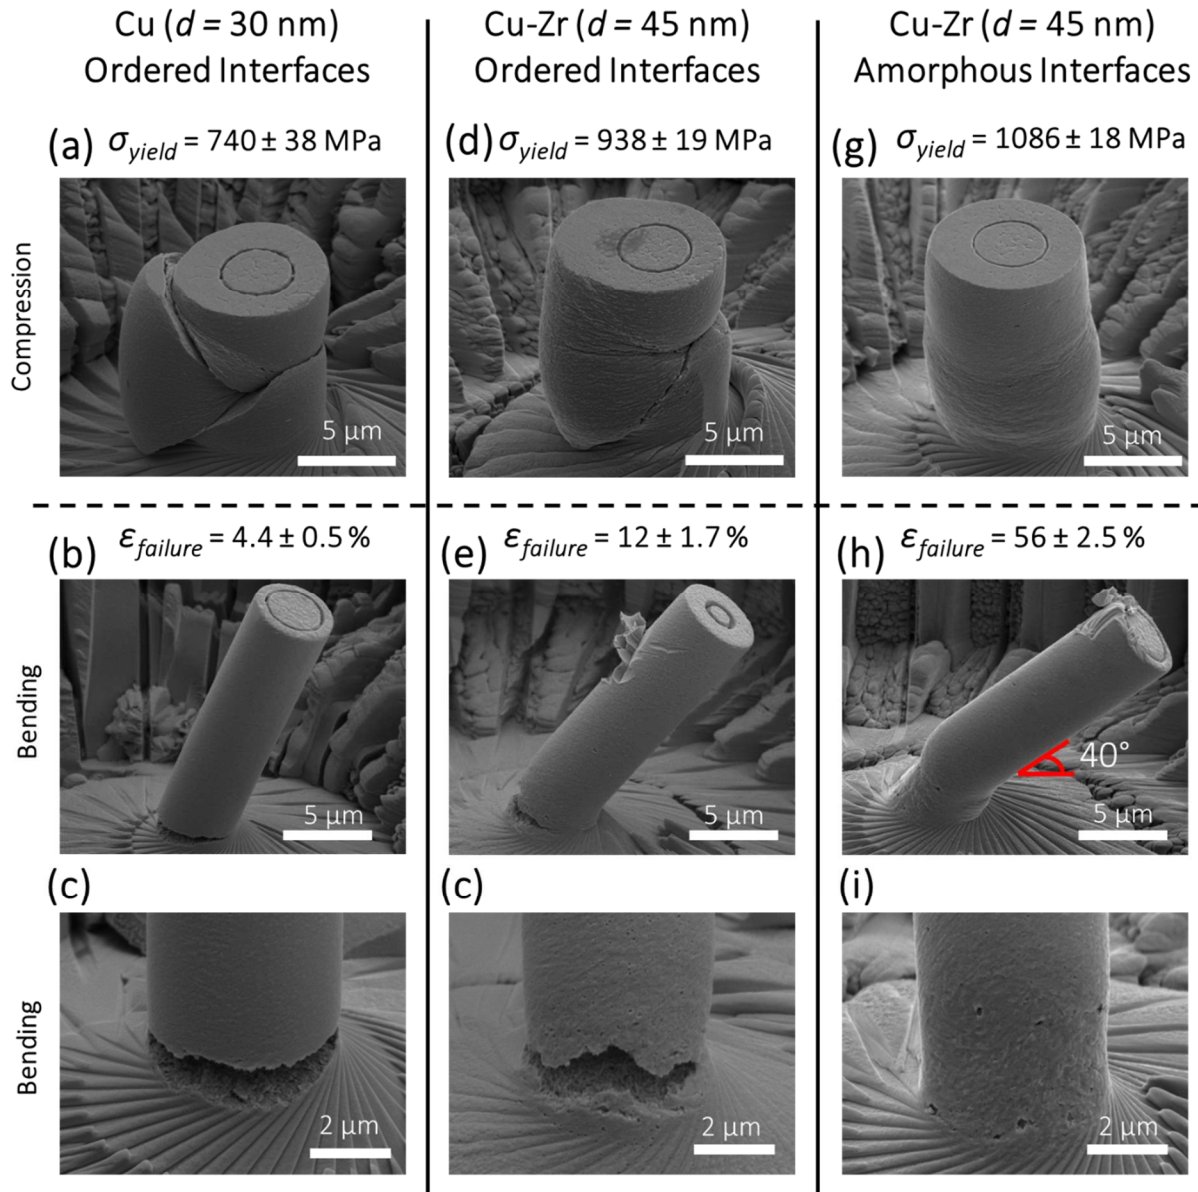 Cu (d = 30 nm)
Ordered Interfaces
Cu-Zr (d = 45 nm)
Ordered Interfaces
Cu-Zr (d = 45 nm)
Amorphous Interfaces
Compression
(a) σyield = 740 ± 38 MPa
5 µm
(d) σyield = 938 ± 19 MPa
5 µm
(g) σyield = 1086 ± 18 MPa
5 µm
Bending
(b) εfailure = 4.4 ± 0.5 %
5 µm
(e) εfailure = 12 ± 1.7 %
5 µm
(h) εfailure = 56 ± 2.5 %
40°
5 µm
Bending
(c)
2 µm
(c)
2 µm
(i)
2 µm